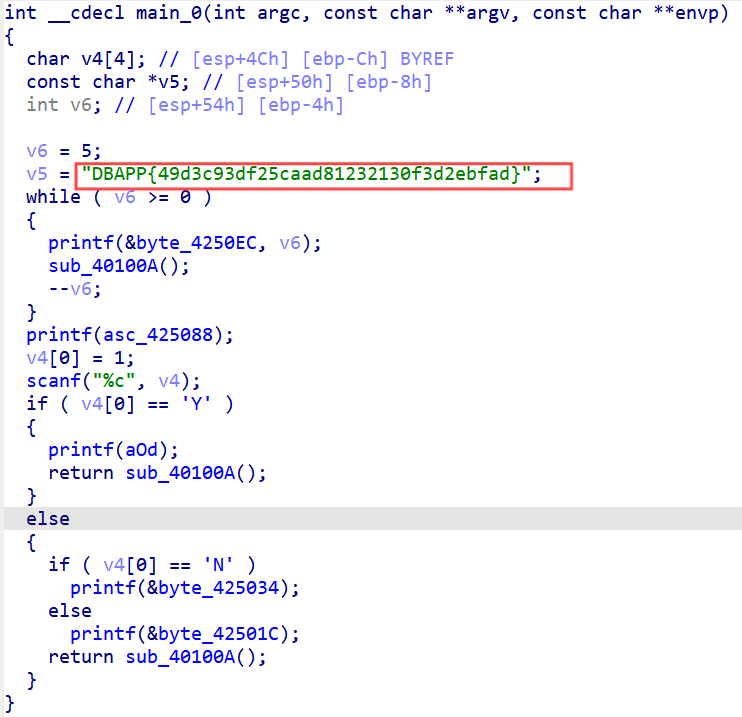 int __cdecl main_0(int argc, const char **argv, const char **envp)
{
  char v4[4]; // [esp+4Ch] [ebp-Ch] BYREF
  const char *v5; // [esp+50h] [ebp-8h]
  int v6; // [esp+54h] [ebp-4h]

  v6 = 5;
  v5 = "DBAPP{49d3c93df25caad81232130f3d2ebfad}";
  while ( v6 >= 0 )
  {
    printf(&byte_4250EC, v6);
    sub_40100A();
    --v6;
  }
  printf(asc_425088);
  v4[0] = 1;
  scanf("%c", v4);
  if ( v4[0] == 'Y' )
  {
    printf(aOd);
    return sub_40100A();
  }
  else
  {
    if ( v4[0] == 'N' )
      printf(&byte_425034);
    else
      printf(&byte_42501C);
    return sub_40100A();
  }
}